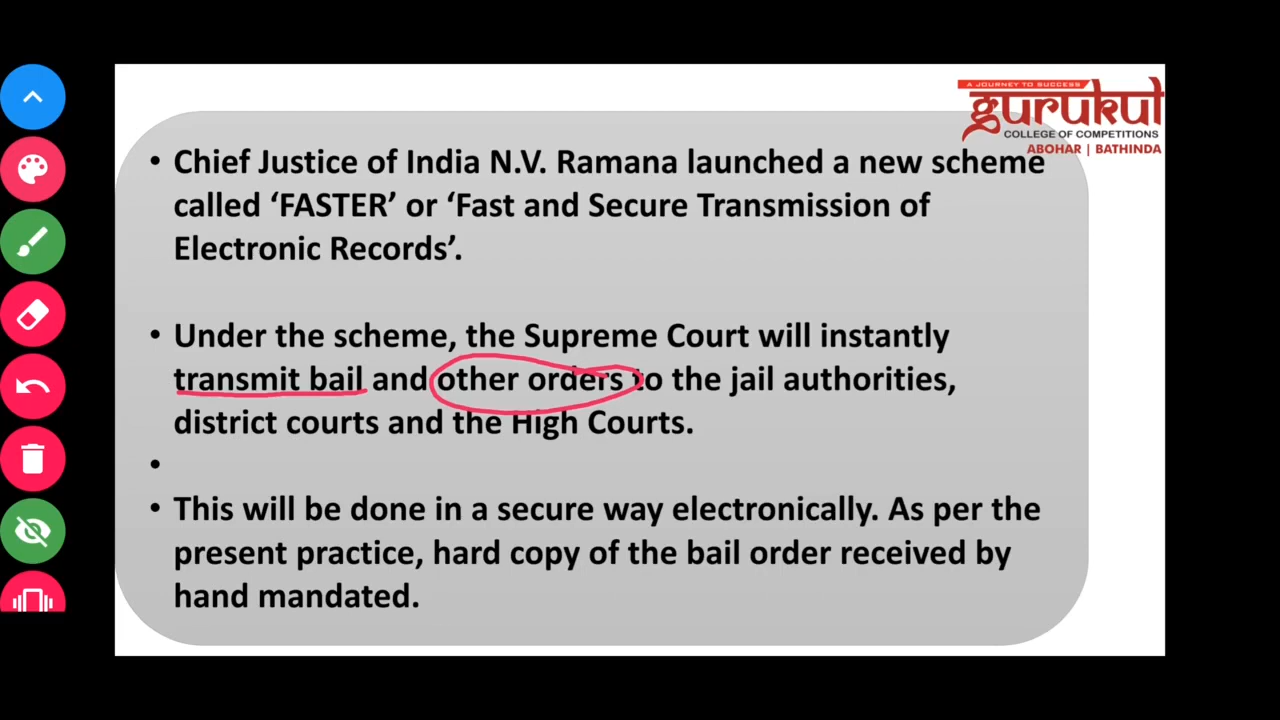 A JOURNEY TO SUCCESS
gurukul
COLLEGE OF COMPETITIONS
ABOHAR | BATHINDA
• Chief Justice of India N.V. Ramana launched a new scheme
called ‘FASTER’ or ‘Fast and Secure Transmission of
Electronic Records’.
• Under the scheme, the Supreme Court will instantly
transmit bail and other orders to the jail authorities,
district courts and the High Courts.
•
• This will be done in a secure way electronically. As per the
present practice, hard copy of the bail order received by
hand mandated.